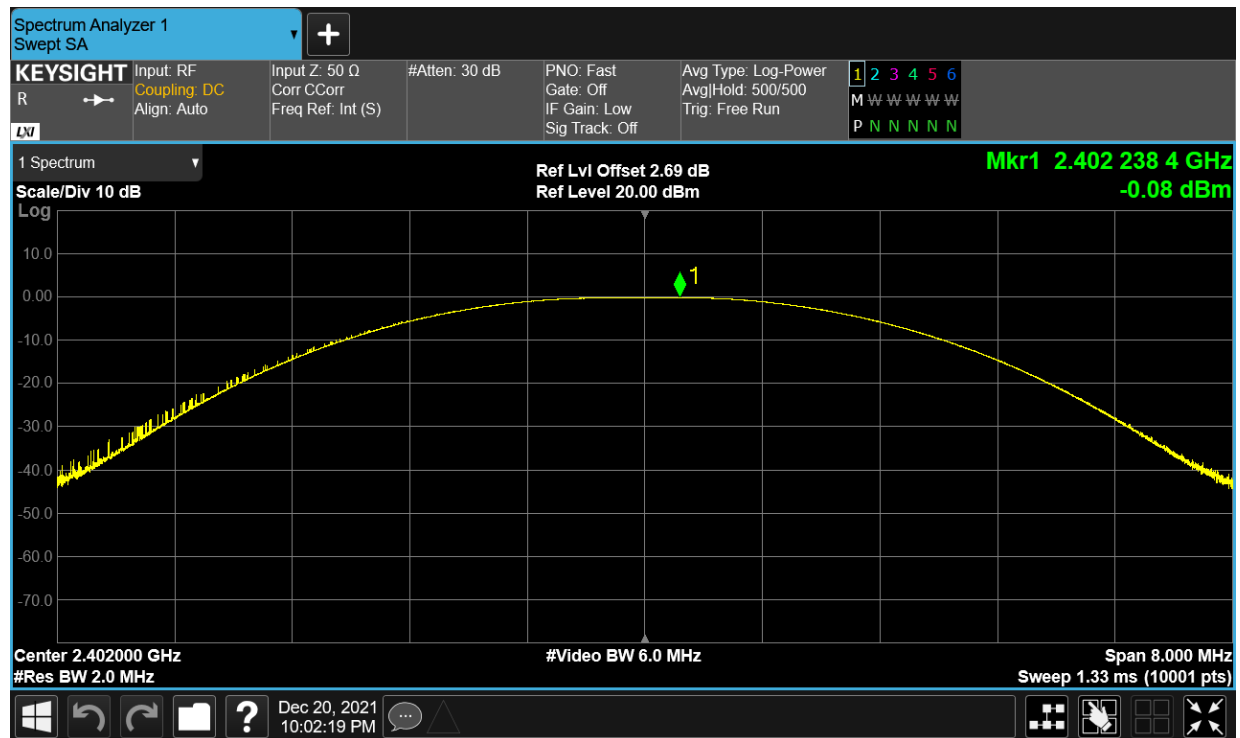 Spectrum Analyzer 1
Swept SA
KEYSIGHT
R
LXI
Input: RF
Coupling: DC
Align: Auto
Input Z: 50 Ω
Corr CCorr
Freq Ref: Int (S)
#Atten: 30 dB
PNO: Fast
Gate: Off
IF Gain: Low
Sig Track: Off
Avg Type: Log-Power
Avg|Hold: 500/500
Trig: Free Run
1 2 3 4 5 6
M W W W W W W
P N N N N N N
1 Spectrum
Scale/Div 10 dB
Log
Ref Lvl Offset 2.69 dB
Ref Level 20.00 dBm
Mkr1 2.402 238 4 GHz
-0.08 dBm
1
10.0
0.00
-10.0
-20.0
-30.0
-40.0
-50.0
-60.0
-70.0
Center 2.402000 GHz
#Res BW 2.0 MHz
#Video BW 6.0 MHz
Span 8.000 MHz
Sweep 1.33 ms (10001 pts)
?
Dec 20, 2021
10:02:19 PM